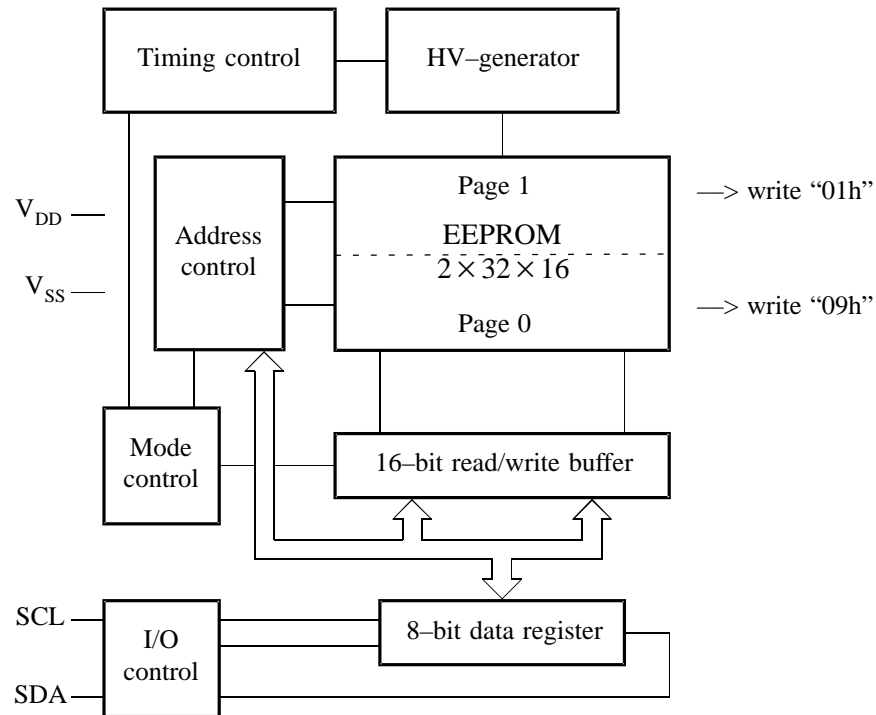 Timing control
HV–generator
Page 1
—> write “01h”
V_DD
Address
control
EEPROM
2 × 32 × 16
V_SS
Page 0
—> write “09h”
Mode
control
16–bit read/write buffer
SCL
I/O
control
8–bit data register
SDA